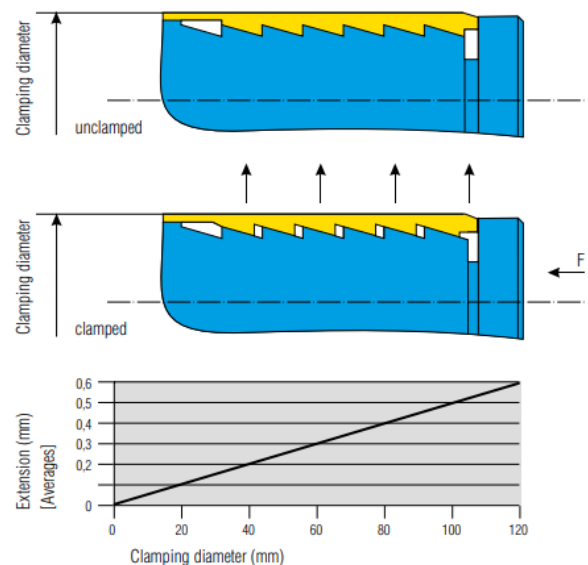 Clamping diameter
unclamped
Clamping diameter
clamped
F
Extension (mm)
[Averages]
0,6
0,5
0,4
0,3
0,2
0
0 20 40 60 80 100 120
Clamping diameter (mm)